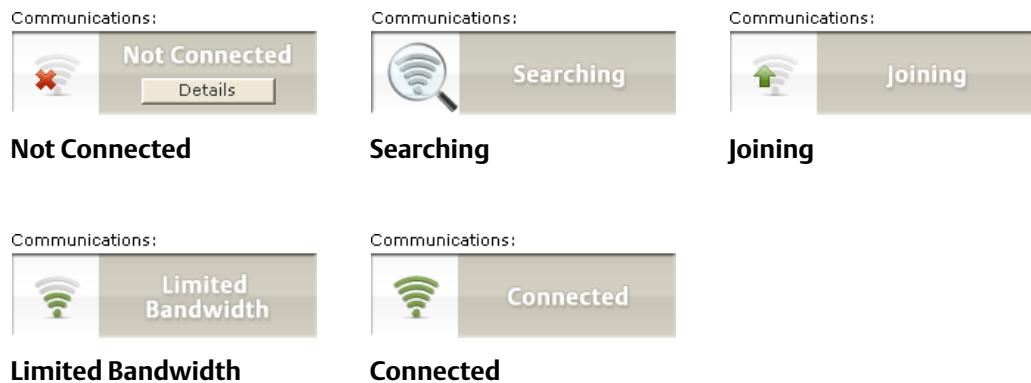 Communications:
Not Connected
Details
Not Connected
Communications:
Searching
Searching
Communications:
Joining
Joining
Communications:
Limited
Bandwidth
Limited Bandwidth
Communications:
Connected
Connected